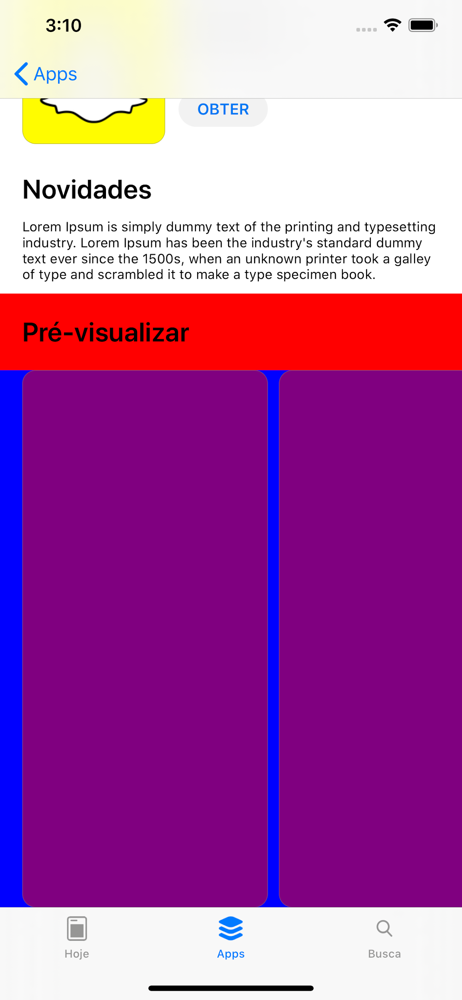 3:10
Apps
OBTER
Novidades
Lorem Ipsum is simply dummy text of the printing and typesetting
industry. Lorem Ipsum has been the industry's standard dummy
text ever since the 1500s, when an unknown printer took a galley
of type and scrambled it to make a type specimen book.
Pré-visualizar
Hoje
Apps
Busca